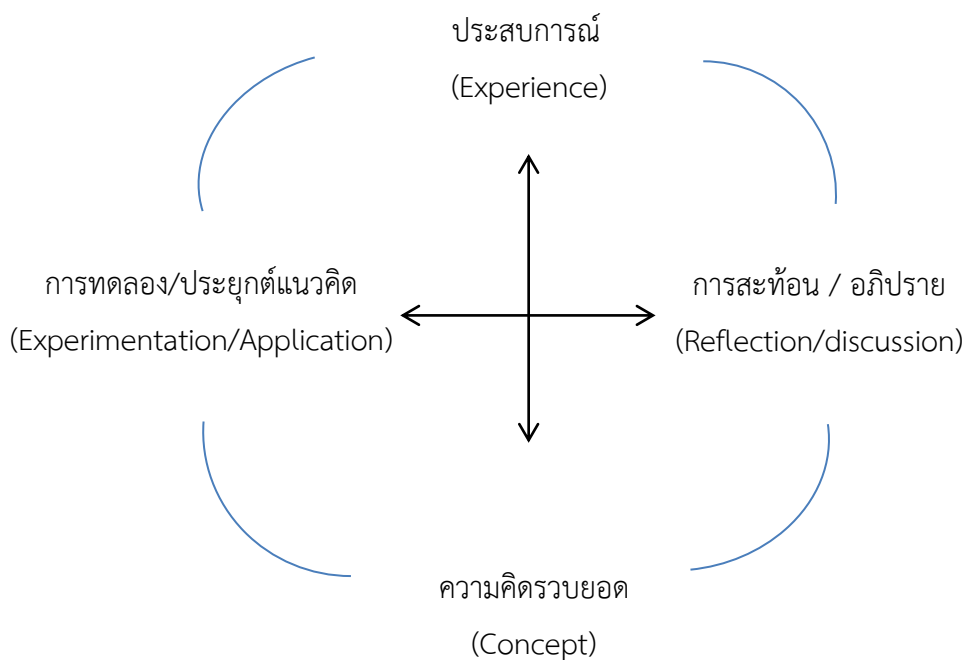 ประสบการณ์
(Experience)
การทดลอง/ประยุกต์แนวคิด
(Experimentation/Application)
การสะท้อน / อภิปราย
(Reflection/discussion)
ความคิดรวบยอด
(Concept)